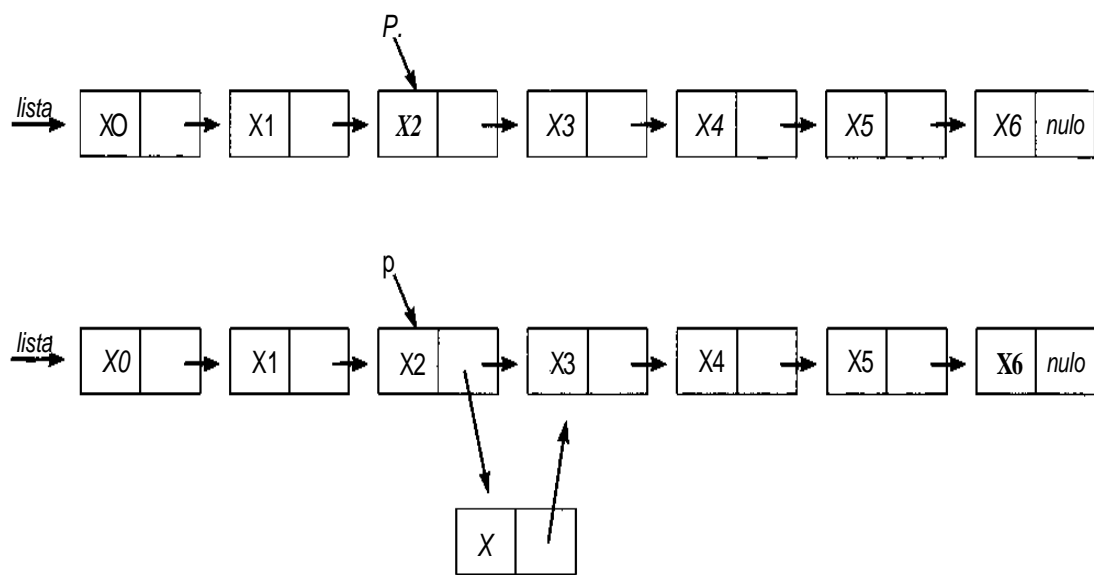 P.
lista
XO X1 X2 X3 X4 X5 X6 nulo
p
lista
X0 X1 X2 X3 X4 X5 X6 nulo
X